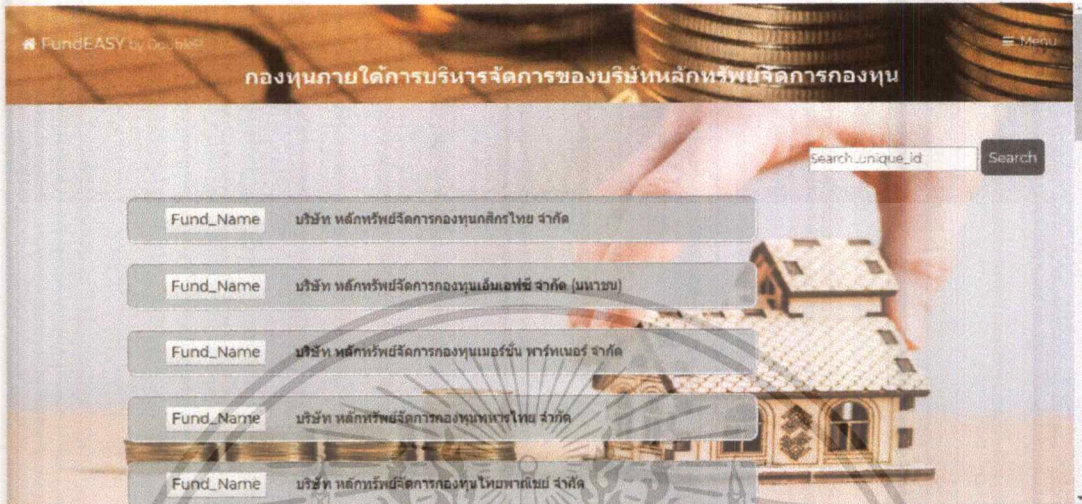 FundEASY by DoubleP
Menu
กองทุนภายใต้การบริหารจัดการของบริษัทหลักทรัพย์จัดการกองทุน
Search_unique_id
Search
Fund_Name บริษัท หลักทรัพย์จัดการกองทุนกสิกรไทย จำกัด
Fund_Name บริษัท หลักทรัพย์จัดการกองทุนเอ็มเอฟซี จำกัด (มหาชน)
Fund_Name บริษัท หลักทรัพย์จัดการกองทุนเมอร์ชั่น พาร์ทเนอร์ จำกัด
Fund_Name บริษัท หลักทรัพย์จัดการกองทุนทหารไทย จำกัด
Fund_Name บริษัท หลักทรัพย์จัดการกองทุนไทยพาณิชย์ จำกัด